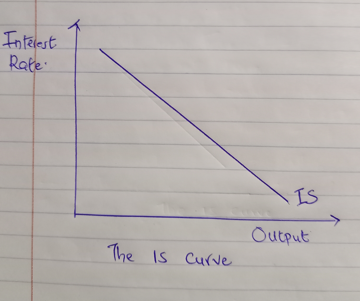 Interest
Rate.
IS
Output
The IS Curve